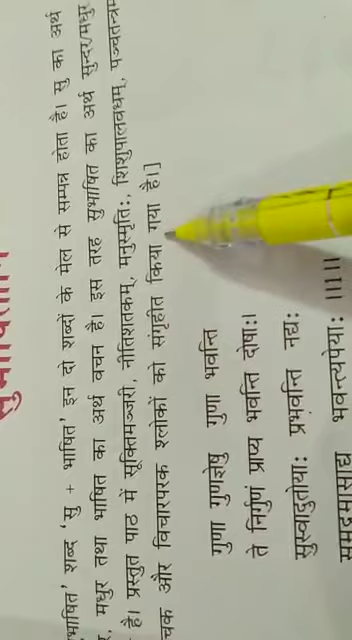 सुभाषितानि
भाषित' शब्द 'सु + भाषित' इन दो शब्दों के मेल से सम्पन्न होता है। सु का अर्थ
मधुर तथा भाषित का अर्थ वचन है। इस तरह सुभाषित का अर्थ सुन्दर/मधुर
है। प्रस्तुत पाठ में सूक्तिमञ्जरी, नीतिशतकम्, मनुस्मृतिः, शिशुपालवधम्, पञ्चतन्त्रम्
चक और विचारपरक श्लोकों को संगृहीत किया गया है।]
गुणा गुणज्ञेषु गुणा भवन्ति
ते निर्गुणं प्राप्य भवन्ति दोषाः।
सुस्वादुतोयाः प्रभवन्ति नद्यः
समुद्रमासाद्य भवन्त्यपेयाः ॥1॥